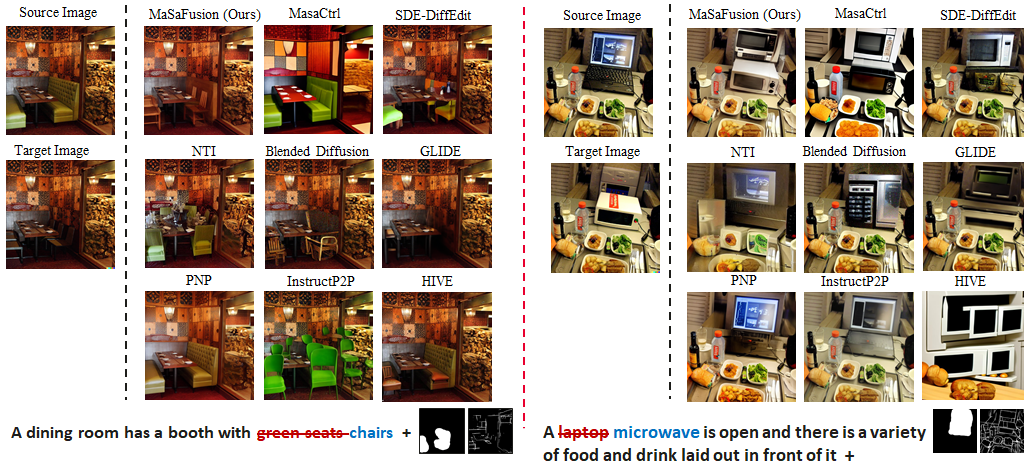 Source Image
MaSaFusion (Ours)
MasaCtrl
SDE-DiffEdit
Target Image
NTI
Blended Diffusion
GLIDE
PNP
InstructP2P
HIVE
A dining room has a booth with green seats chairs +
Source Image
MaSaFusion (Ours)
MasaCtrl
SDE-DiffEdit
Target Image
NTI
Blended Diffusion
GLIDE
PNP
InstructP2P
HIVE
A laptop microwave is open and there is a variety
of food and drink laid out in front of it +